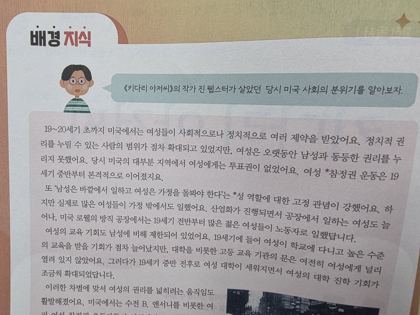 배경 지식
《키다리 아저씨》의 작가 진 웹스터가 살았던 당시 미국 사회의 분위기를 알아보자.
19~20세기 초까지 미국에서는 여성들이 사회적으로나 정치적으로 여러 제약을 받았어요. 정치적 권
리를 누릴 수 있는 사람의 범위가 점차 확대되고 있었지만, 여성은 오랫동안 남성과 동등한 권리를 누
리지 못했어요. 당시 미국의 대부분 지역에서 여성에게는 투표권이 없었어요. 여성 *참정권 운동은 19
세기 중반부터 본격적으로 이어졌지요.
또 '남성은 바깥에서 일하고 여성은 가정을 돌봐야 한다'는 *성 역할에 대한 고정 관념이 강했어요. 하
지만 실제로 많은 여성들이 가정 밖에서도 일했어요. 산업화가 진행되면서 공장에서 일하는 여성도 늘
어나, 미국 로웰의 방직 공장에서는 19세기 전반부터 많은 젊은 여성들이 노동자로 일했답니다.
여성의 교육 기회도 남성에 비해 제한되어 있었어요. 19세기에 들어 여성이 학교에 다니고 높은 수준
의 교육을 받을 기회가 점차 늘어났지만, 대학을 비롯한 고등 교육 기관의 문은 여전히 여성에게 널리
열려 있지 않았어요. 그러다가 19세기 중반 전후로 여성 대학이 세워지면서 여성의 대학 진학 기회가
조금씩 확대되었답니다.
이러한 차별에 맞서 여성의 권리를 넓히려는 움직임도
활발해졌어요. 미국에서는 수전 B. 앤서니를 비롯한 여